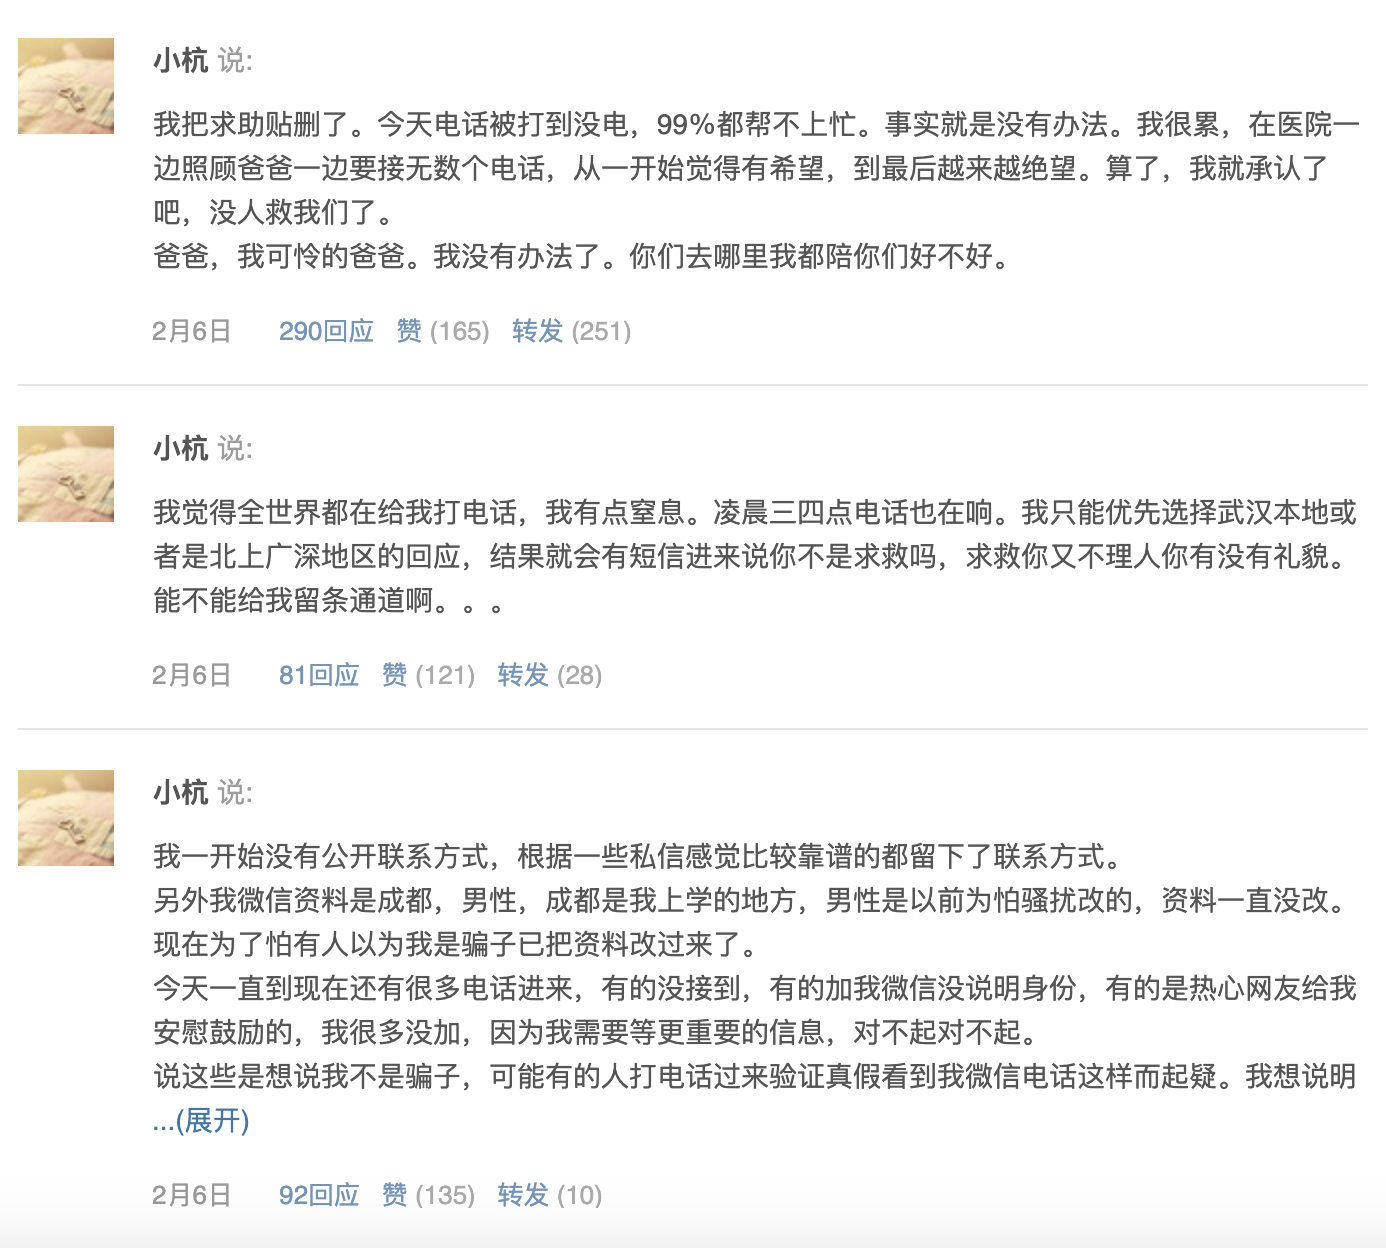 小杭 说:
我把求助贴删了。今天电话被打到没电，99%都帮不上忙。事实就是没有办法。我很累，在医院一
边照顾爸爸一边要接无数个电话，从一开始觉得有希望，到最后越来越绝望。算了，我就承认了
吧，没人救我们了。
爸爸，我可怜的爸爸。我没有办法了。你们去哪里我都陪你们好不好。
2月6日 290回应 赞 (165) 转发 (251)
小杭 说:
我觉得全世界都在给我打电话，我有点窒息。凌晨三四点电话也在响。我只能优先选择武汉本地或
者是北上广深地区的回应，结果就会有短信进来说你不是求救吗，求救你又不理人你有没有礼貌。
能不能给我留条通道啊。。。
2月6日 81回应 赞 (121) 转发 (28)
小杭 说:
我一开始没有公开联系方式，根据一些私信感觉比较靠谱的都留下了联系方式。
另外我微信资料是成都，男性，成都是我上学的地方，男性是以前为怕骚扰改的，资料一直没改。
现在为了怕有人以为我是骗子已把资料改过来了。
今天一直到现在还有很多电话进来，有的没接到，有的加我微信没说明身份，有的是热心网友给我
安慰鼓励的，我很多没加，因为我需要等更重要的信息，对不起对不起。
说这些是想说我不是骗子，可能有的人打电话过来验证真假看到我微信电话这样而起疑。我想说明
...(展开)
2月6日 92回应 赞 (135) 转发 (10)